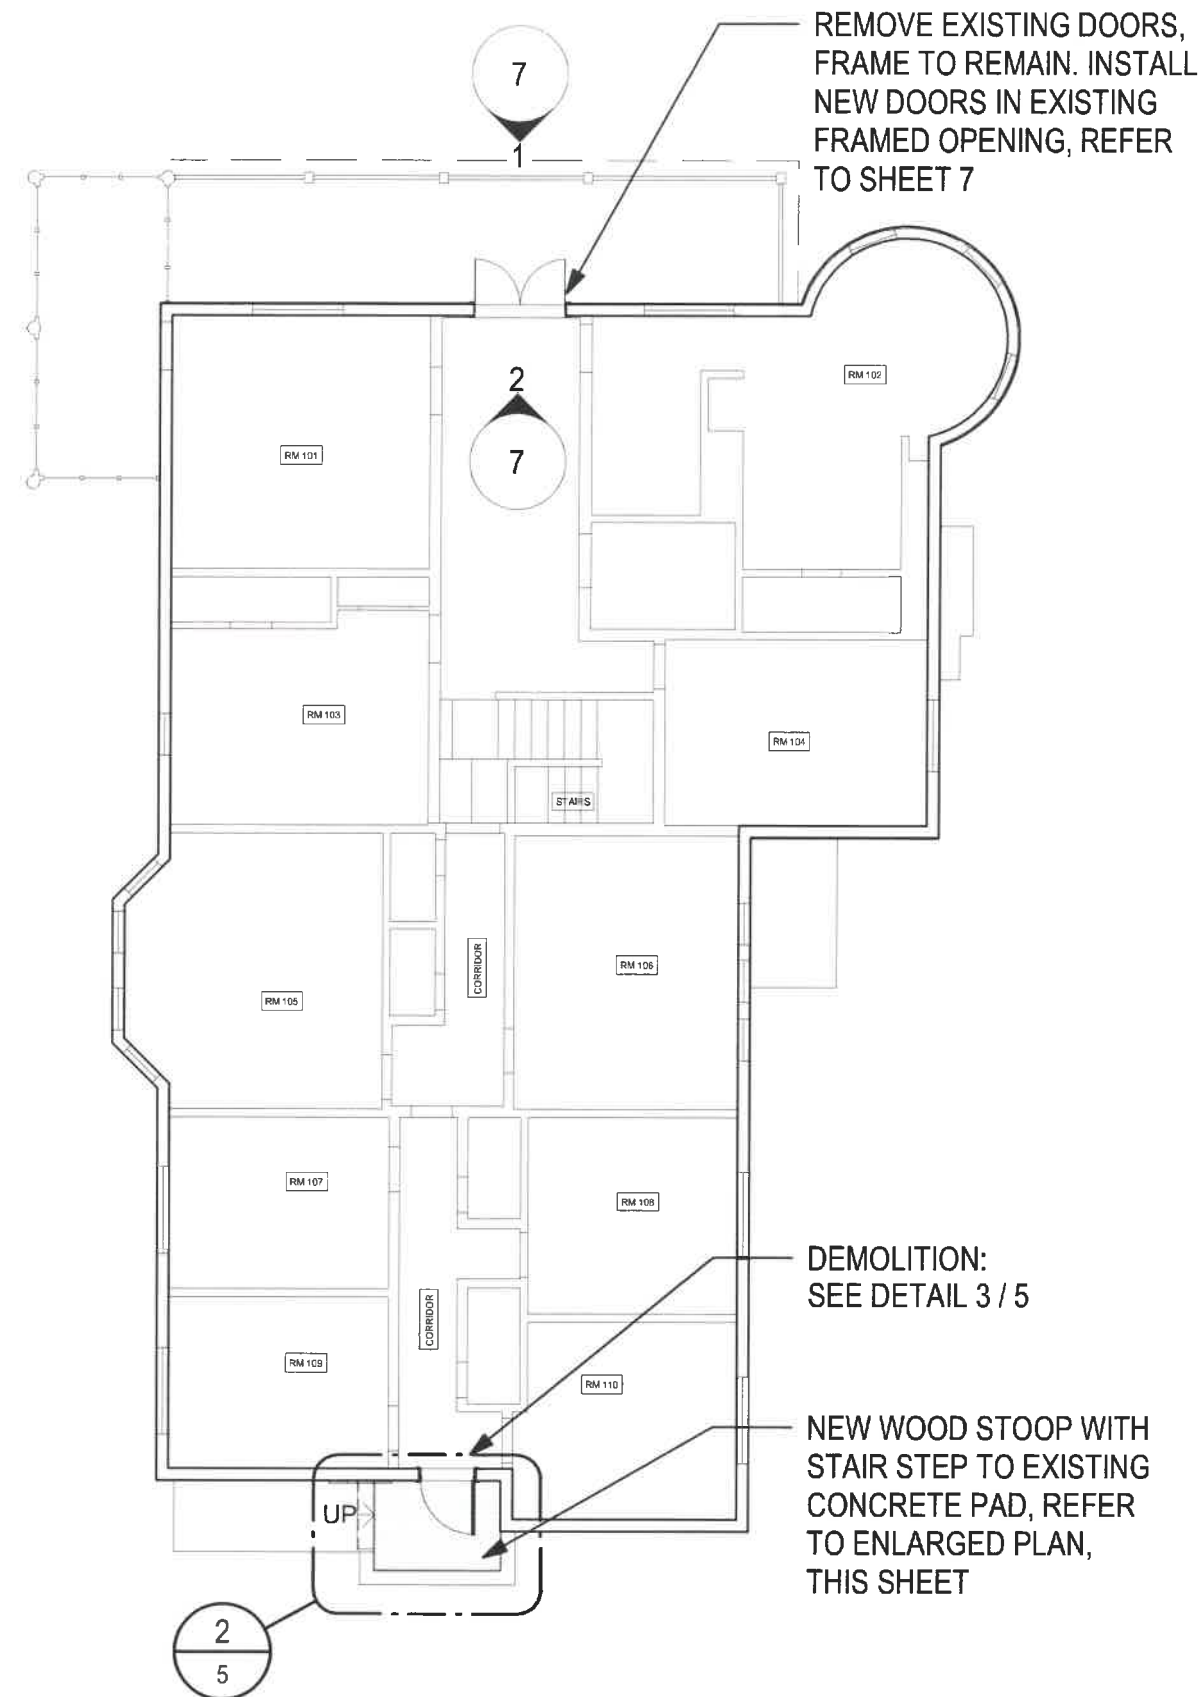 REMOVE EXISTING DOORS,
FRAME TO REMAIN. INSTALL
NEW DOORS IN EXISTING
FRAMED OPENING, REFER
TO SHEET 7
7
1
2
7
RM 101
RM 102
RM 103
RM 104
STAIRS
CORRIDOR
RM 105
RM 106
RM 107
RM 108
CORRIDOR
RM 109
RM 110
DEMOLITION:
SEE DETAIL 3 / 5
NEW WOOD STOOP WITH
STAIR STEP TO EXISTING
CONCRETE PAD, REFER
TO ENLARGED PLAN,
THIS SHEET
UP
2
5